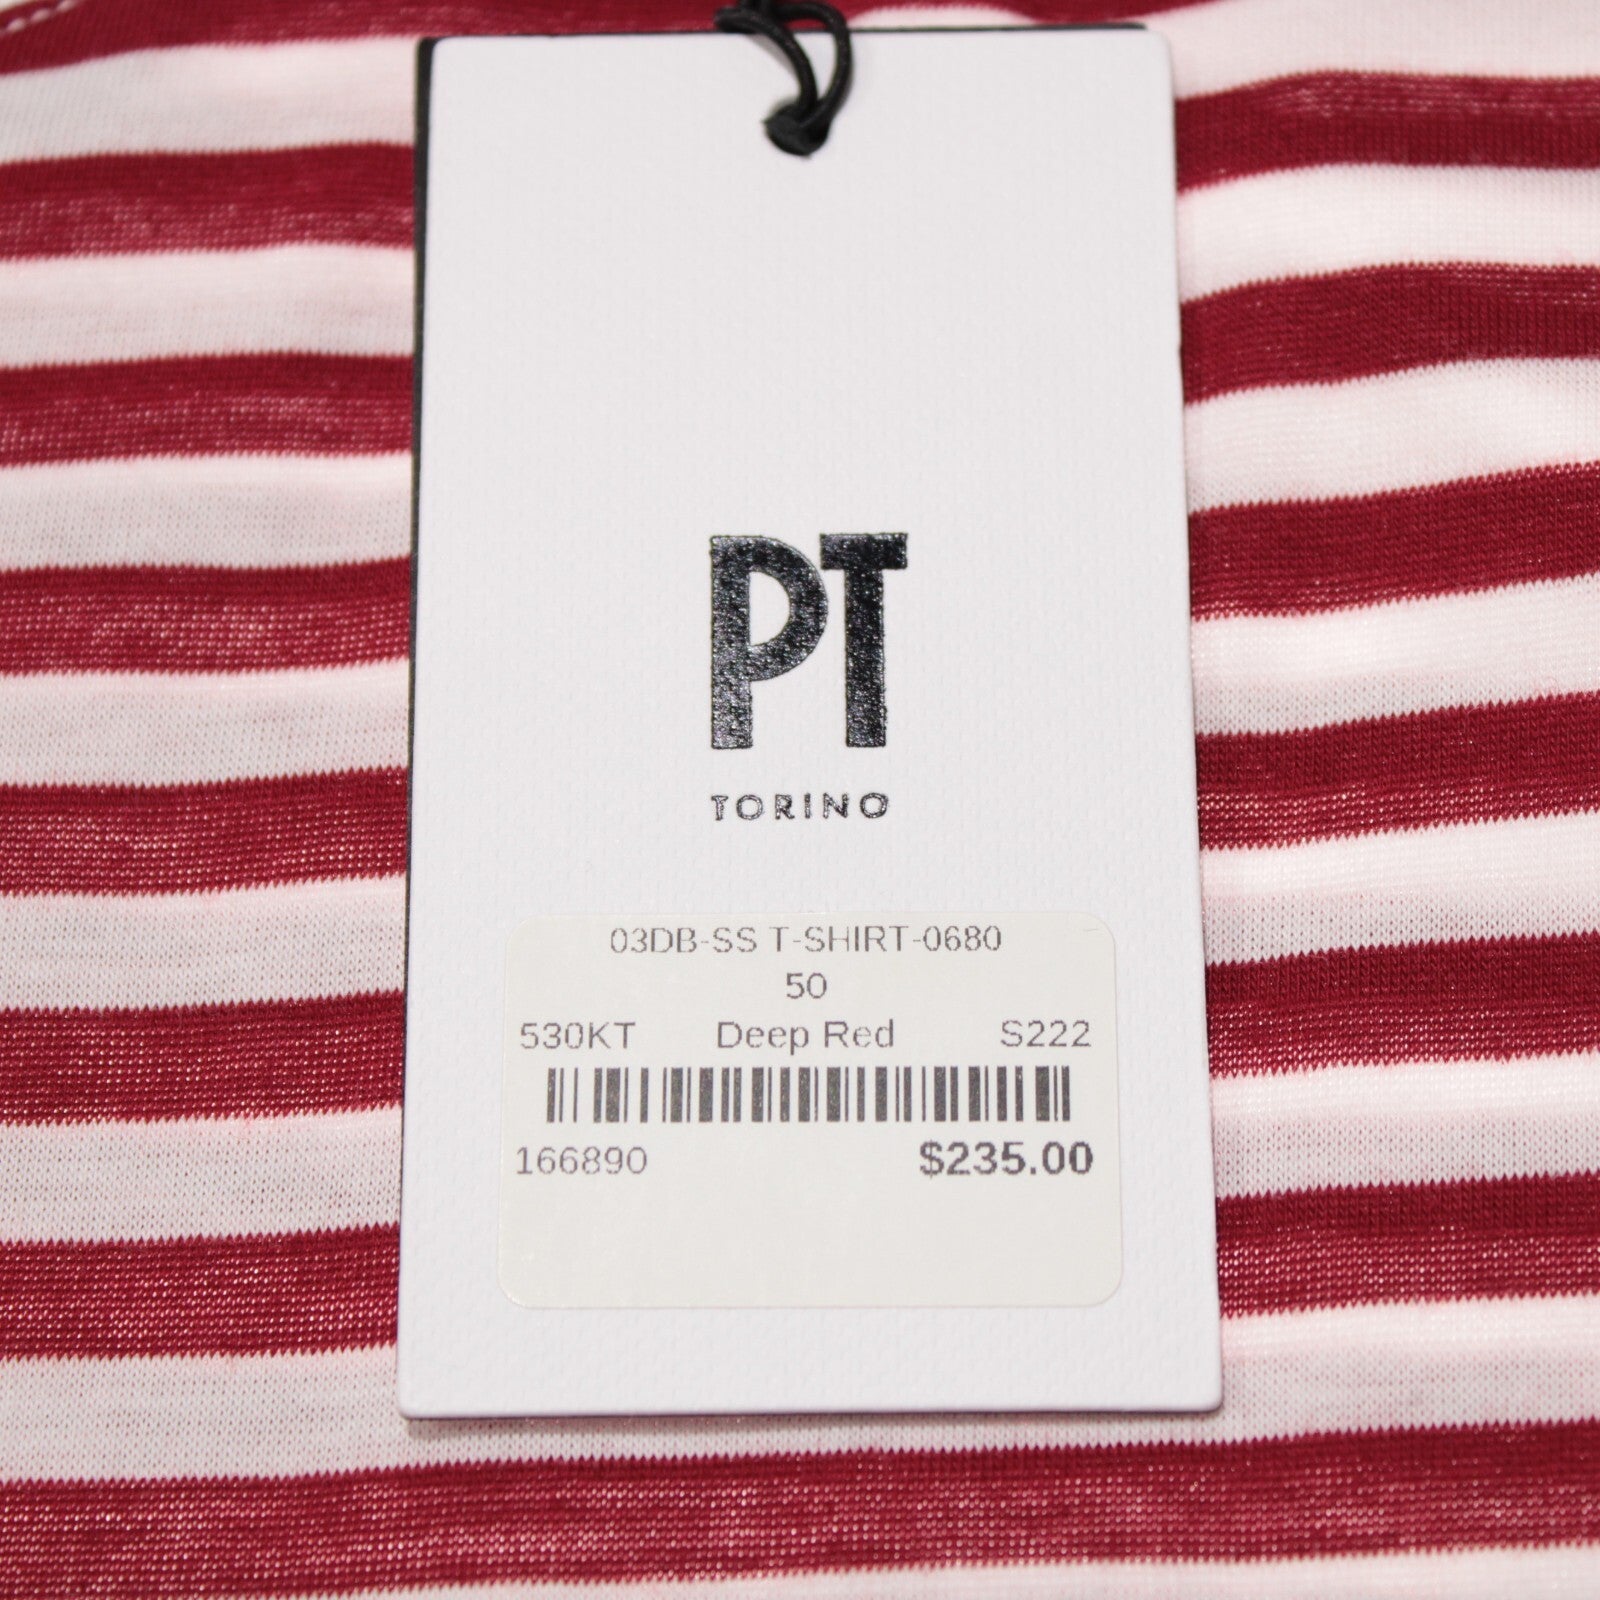 PT
TORINO
03DB-SS T-SHIRT-0680
50
530KT Deep Red S222
166890 $235.00